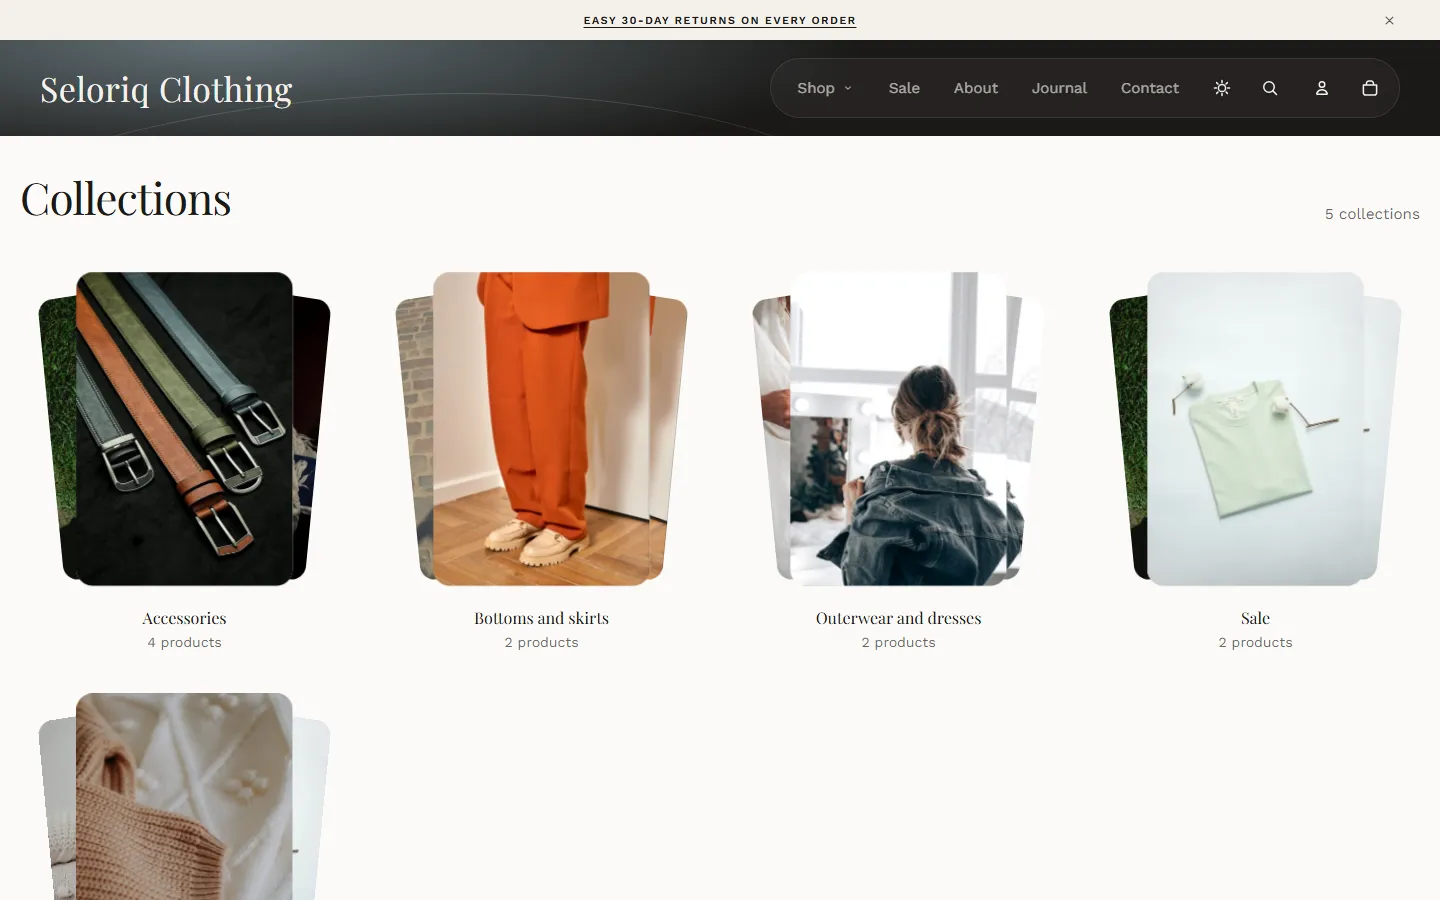 EASY 30-DAY RETURNS ON EVERY ORDER
Seloriq Clothing
Shop
Sale
About
Journal
Contact
Collections
5 collections
Accessories
4 products
Bottoms and skirts
2 products
Outerwear and dresses
2 products
Sale
2 products